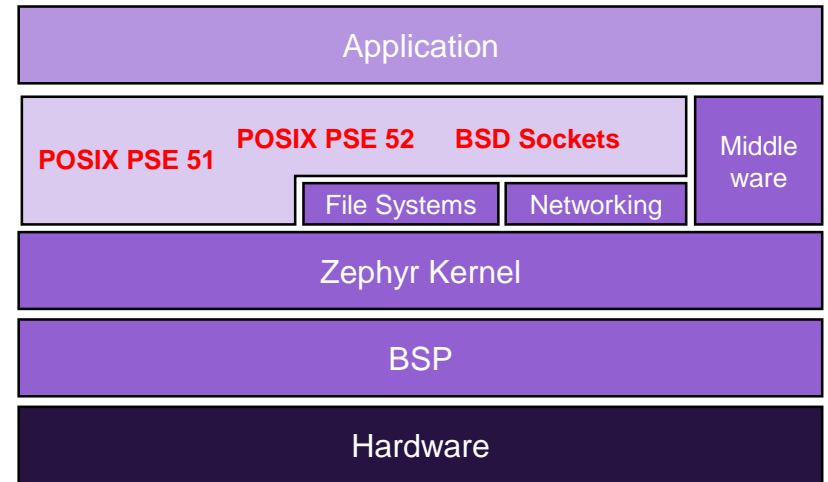 Application
POSIX PSE 51
POSIX PSE 52
BSD Sockets
Middle
ware
File Systems
Networking
Zephyr Kernel
BSP
Hardware